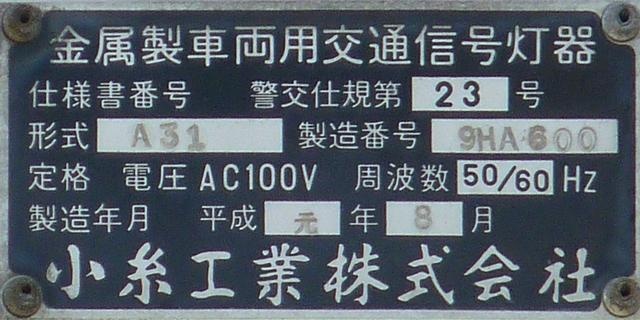 金属製車両用交通信号灯器
仕様書番号 警交仕規第 23 号
形式 A31 製造番号 9HA600
定格 電圧 AC100V 周波数 50/60 Hz
製造年月 平成 元 年 8 月
小糸工業株式会社